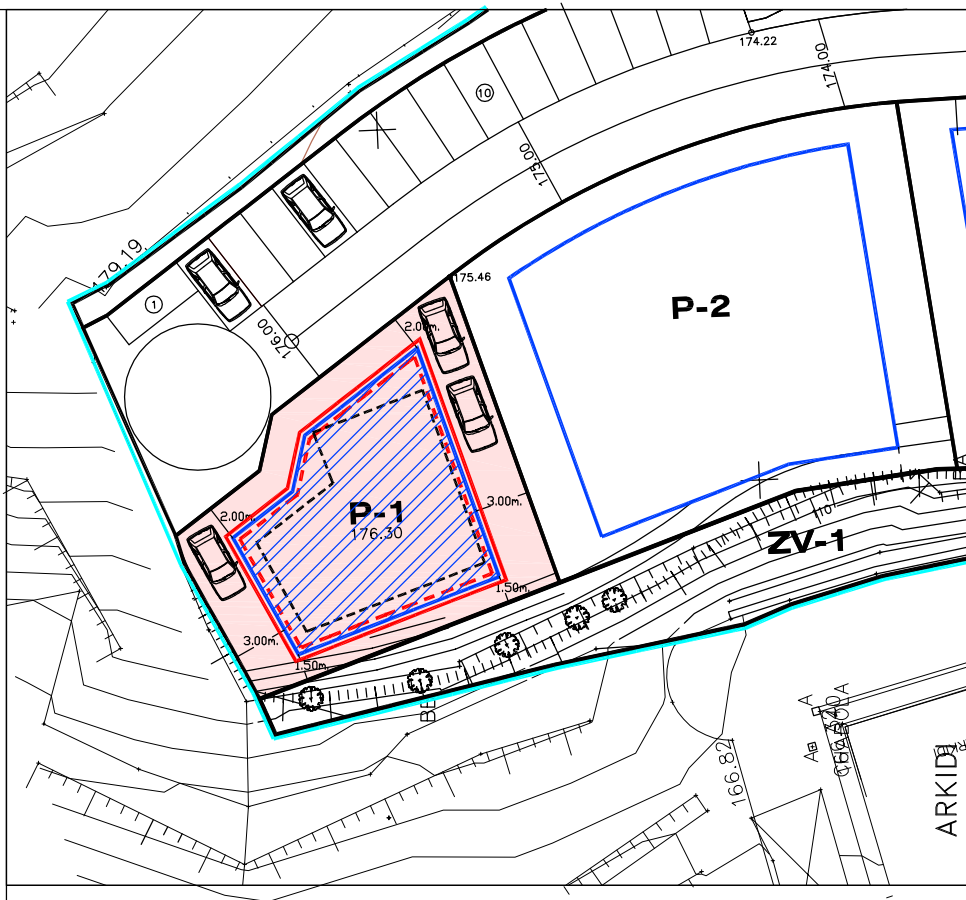 174.22
174.00
10
175.00
179.19
175.46
1
176.00
P-2
2.00m.
P-1
176.30
3.00m.
2.00m.
ZV-1
1.50m.
3.00m.
1.50m.
166.82
A
A
A
ARKIDI